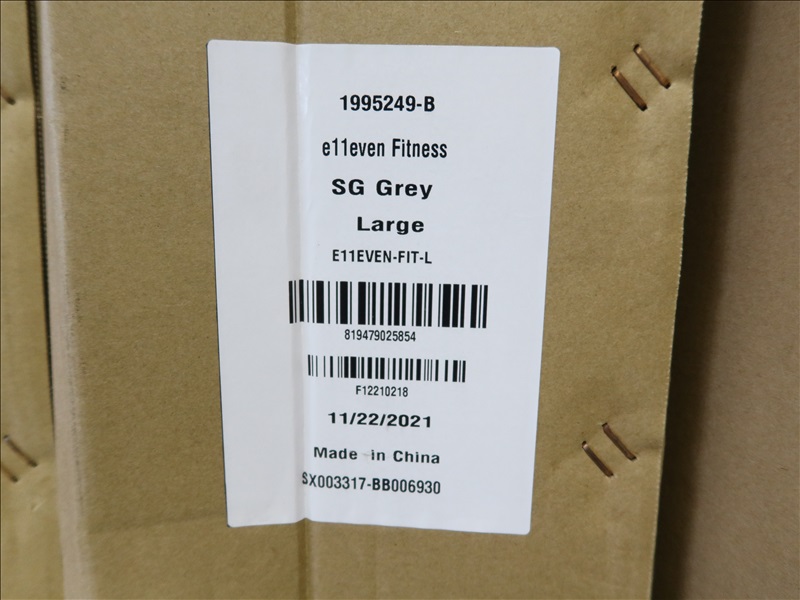 1995249-B
e11even Fitness
SG Grey
Large
E11EVEN-FIT-L
819479025854
F12210218
11/22/2021
Made in China
SX003317-BB006930